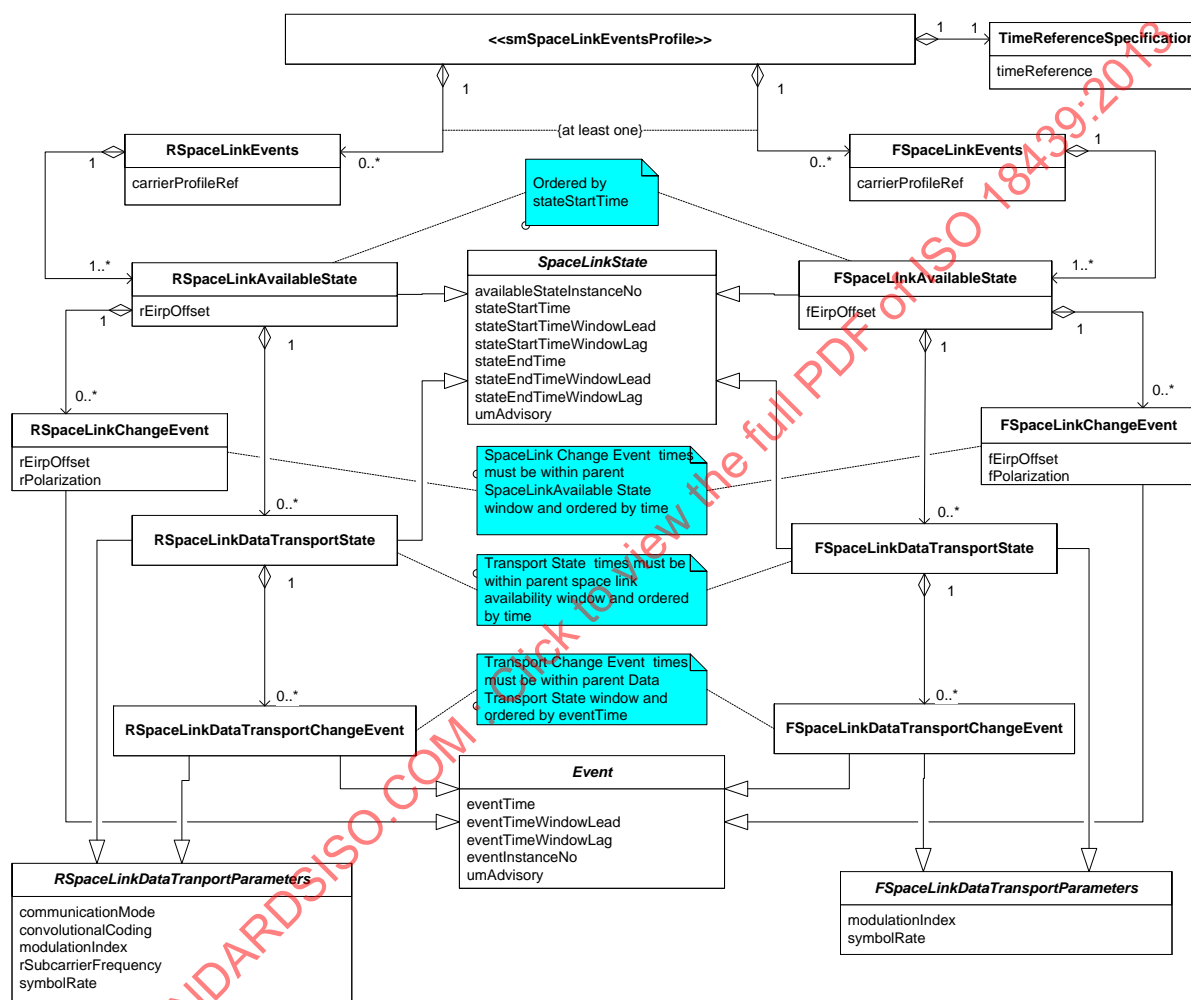 <<smSpaceLinkEventsProfile>>
1
1
TimeReferenceSpecification
timeReference
1
1
{at least one}
RSpaceLinkEvents
carrierProfileRef
1
0..*
FSpaceLinkEvents
carrierProfileRef
1
0..*
Ordered by
stateStartTime
1..*
1..*
RSpaceLinkAvailableState
rEirpOffset
1
1
SpaceLinkState
availableStateInstanceNo
stateStartTime
stateStartTimeWindowLead
stateStartTimeWindowLag
stateEndTime
stateEndTimeWindowLead
stateEndTimeWindowLag
umAdvisory
FSpaceLinkAvailableState
fEirpOffset
1
1
0..*
0..*
RSpaceLinkChangeEvent
rEirpOffset
rPolarization
SpaceLink Change Event times
must be within parent
SpaceLinkAvailable State
window and ordered by time
FSpaceLinkChangeEvent
fEirpOffset
fPolarization
0..*
0..*
RSpaceLinkDataTransportState
1
Transport State times must be
within parent space link
availability window and ordered
by time
FSpaceLinkDataTransportState
1
0..*
0..*
Transport Change Event times
must be within parent Data
Transport State window and
ordered by eventTime
RSpaceLinkDataTransportChangeEvent
FSpaceLinkDataTransportChangeEvent
Event
eventTime
eventTimeWindowLead
eventTimeWindowLag
eventInstanceNo
umAdvisory
RSpaceLinkDataTranportParameters
communicationMode
convolutionalCoding
modulationIndex
rSubcarrierFrequency
symbolRate
FSpaceLinkDataTransportParameters
modulationIndex
symbolRate
NDARDSISO.COM : Click to view the full PDF of ISO 18439:2013